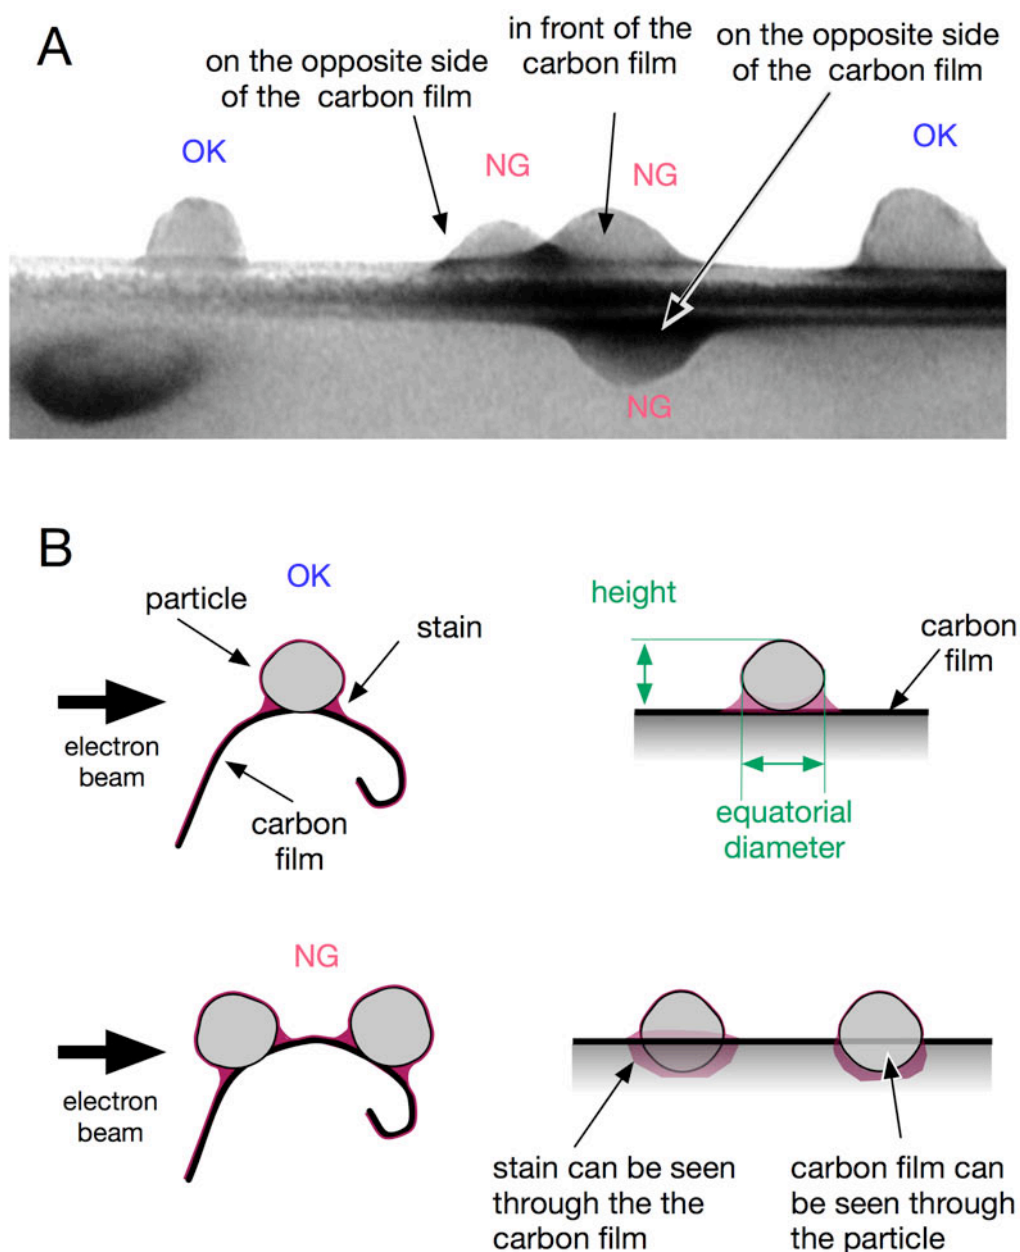 A
on the opposite side
of the  carbon film
in front of the
carbon film
on the opposite side
of the  carbon film
OK
NG
NG
OK
NG
B
OK
particle
stain
electron
beam
carbon
film
height
carbon
film
equatorial
diameter
NG
electron
beam
stain can be seen
through the the
carbon film
carbon film can
be seen through
the particle